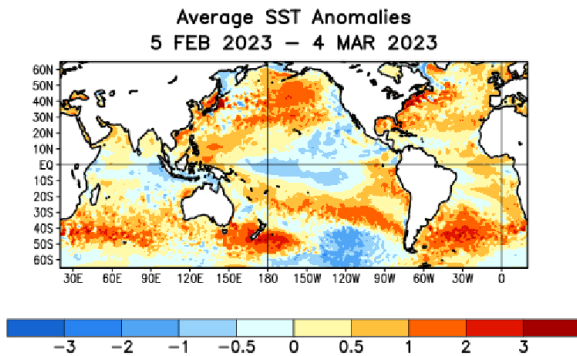 Average SST Anomalies
5 FEB 2023 – 4 MAR 2023
60N
50N
40N
30N
20N
10N
EQ
10S
20S
30S
40S
50S
60S
30E 60E 90E 120E 150E 180 150W 120W 90W 60W 30W 0
−3 −2 −1 −0.5 0 0.5 1 2 3